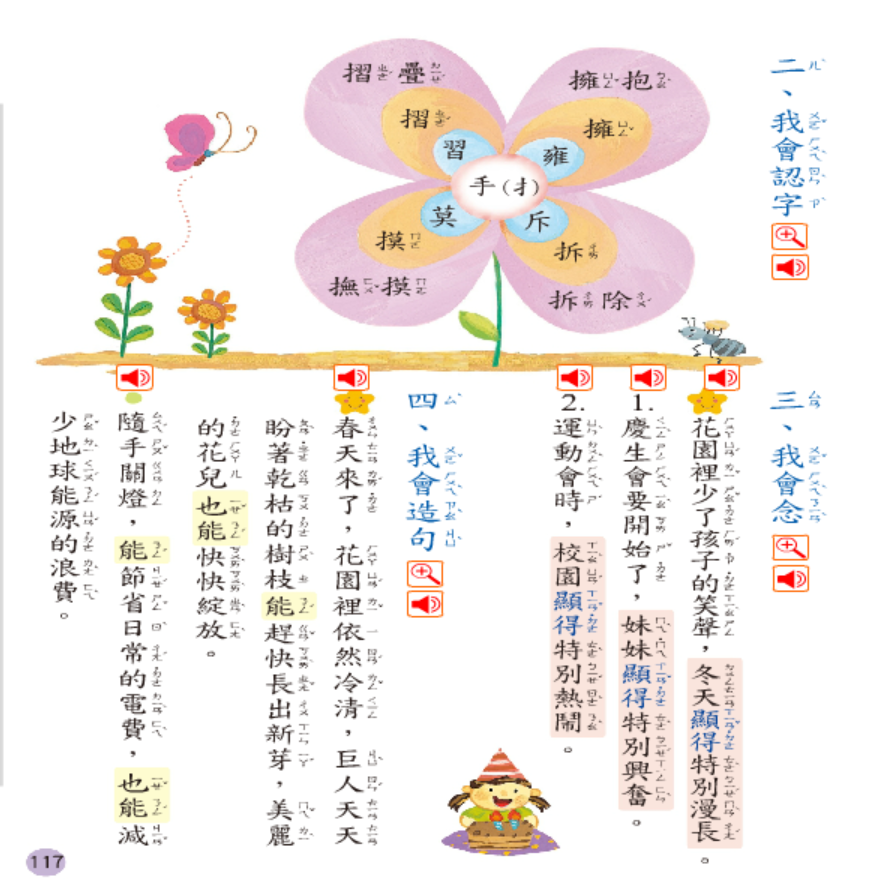 二、我會認字
手(扌)
雍
擁
擁抱
斥
拆
拆除
習
摺
摺疊
莫
摸
撫摸
三、我會念
花園裡少了孩子的笑聲，冬天顯得特別漫長。
1.慶生會要開始了，妹妹顯得特別興奮。
2.運動會時，校園顯得特別熱鬧。
四、我會造句
春天來了，花園裡依然冷清，巨人天天
盼著乾枯的樹枝能趕快長出新芽，美麗
的花兒也能快快綻放。
隨手關燈，能節省日常的電費，也能減
少地球能源的浪費。
117